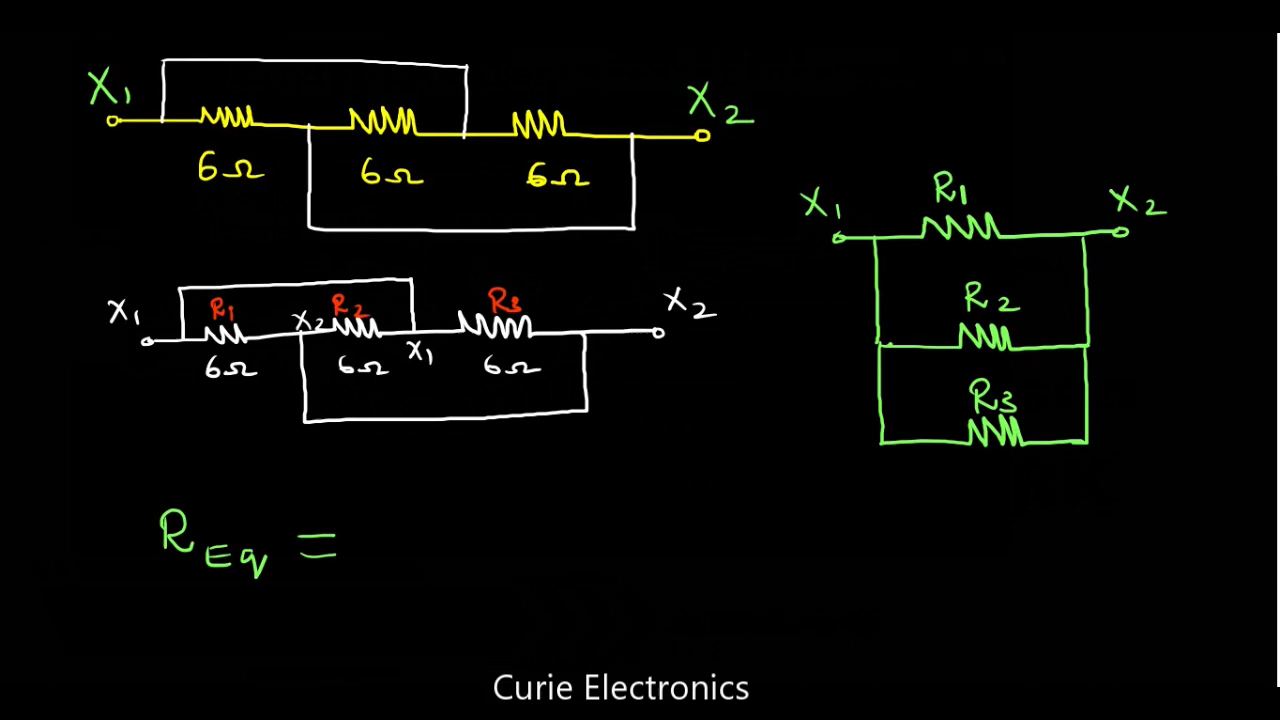 X1 X2
6Ω 6Ω 6Ω
X1 R1 X2 R2 X1 R3 X2
6Ω 6Ω 6Ω
X1 R1 X2
R2
R3
REq =
Curie Electronics